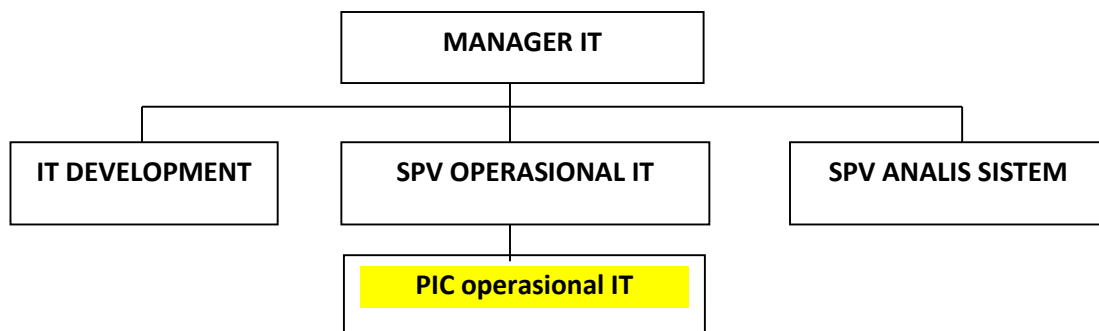 MANAGER IT
IT DEVELOPMENT
SPV OPERASIONAL IT
SPV ANALIS SISTEM
PIC operasional IT